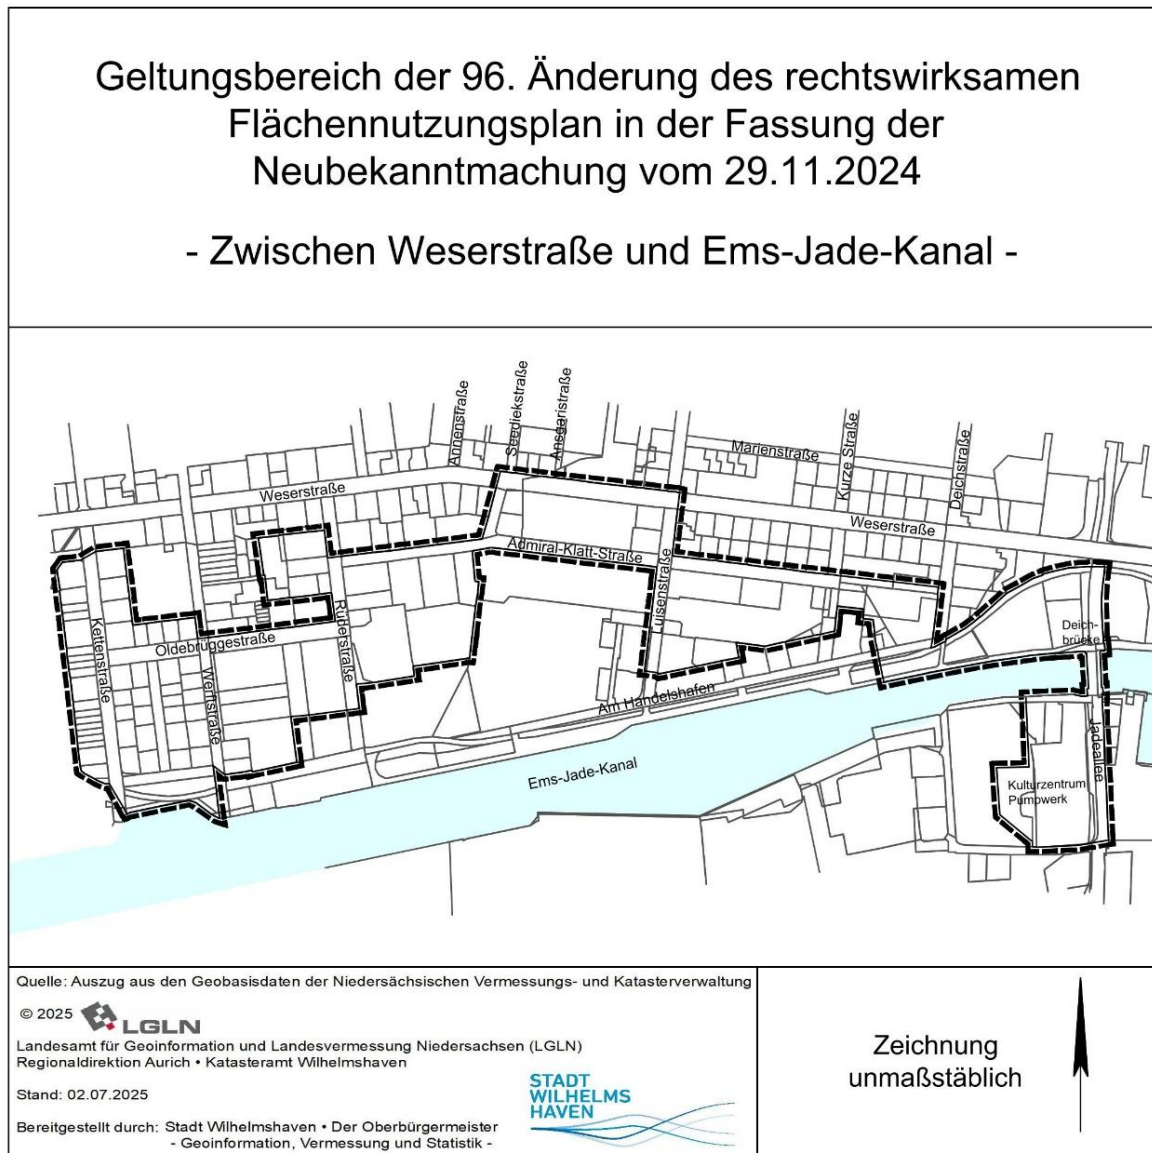 Geltungsbereich der 96. Änderung des rechtswirksamen
Flächennutzungsplan in der Fassung der
Neubekanntmachung vom 29.11.2024
- Zwischen Weserstraße und Ems-Jade-Kanal -
Annenstraße
Seediekstraße
Ansgaristraße
Marienstraße
Kurze Straße
Deichstraße
Weserstraße
Weserstraße
Admiral-Klatt-Straße
Luisenstraße
Rüderstraße
Oldebrüggestraße
Kettenstraße
Werftstraße
Deich-
brücke
Am Handelshafen
Ems-Jade-Kanal
Jadeallee
Kulturzentrum
Pumpwerk
Quelle: Auszug aus den Geobasisdaten der Niedersächsischen Vermessungs- und Katasterverwaltung
© 2025 LGLN
Landesamt für Geoinformation und Landesvermessung Niedersachsen (LGLN)
Regionaldirektion Aurich • Katasteramt Wilhelmshaven
Stand: 02.07.2025
Bereitgestellt durch: Stadt Wilhelmshaven • Der Oberbürgermeister
- Geoinformation, Vermessung und Statistik -
STADT
WILHELMS
HAVEN
Zeichnung
unmaßstäblich